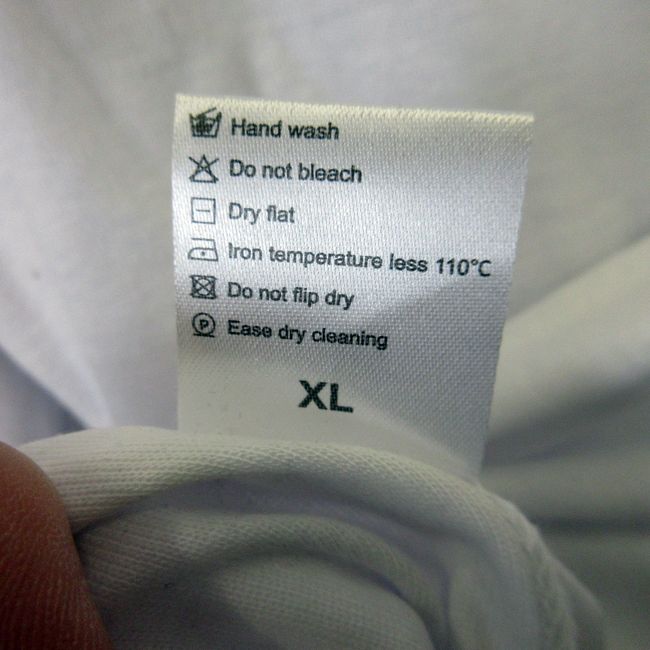 Hand wash
Do not bleach
Dry flat
Iron temperature less 110°C
Do not flip dry
P Ease dry cleaning
XL